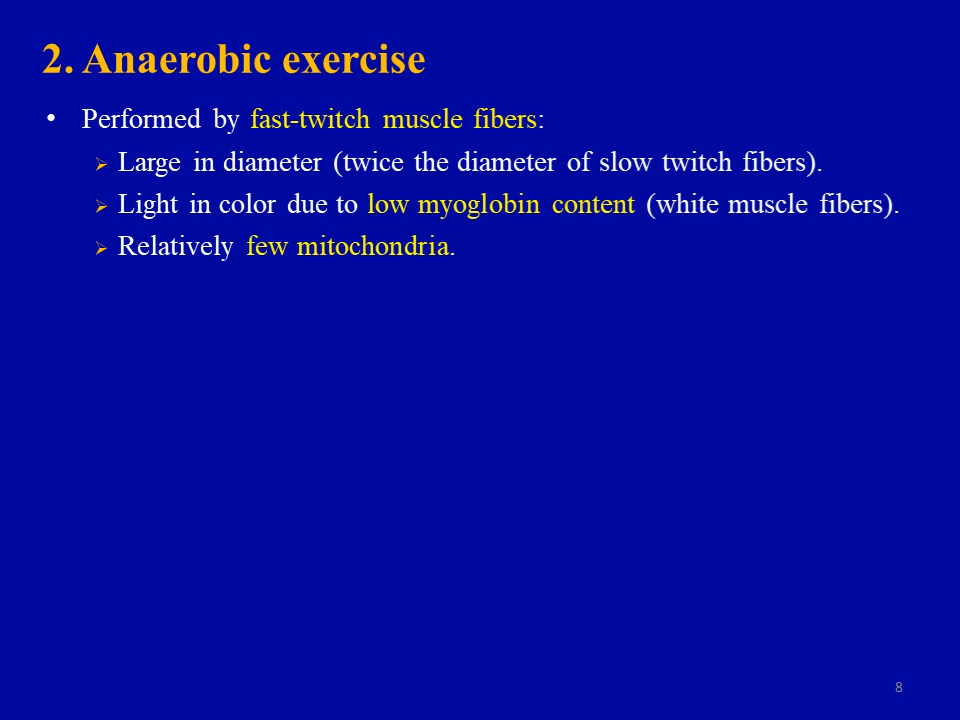 2. Anaerobic exercise
• Performed by fast-twitch muscle fibers:
➢ Large in diameter (twice the diameter of slow twitch fibers).
➢ Light in color due to low myoglobin content (white muscle fibers).
➢ Relatively few mitochondria.
8